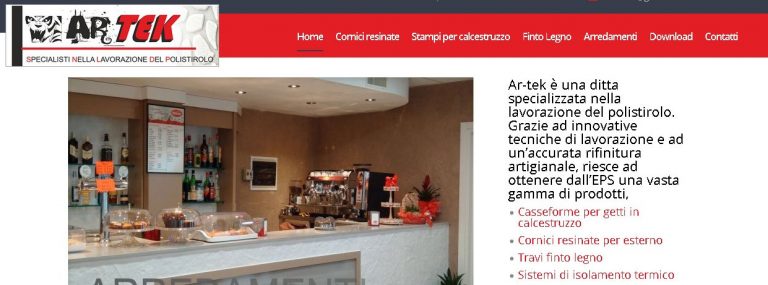 AR-TEK
SPECIALISTI NELLA LAVORAZIONE DEL POLISTIROLO
Home Cornici resinate Stampi per calcestruzzo Finto Legno Arredamenti Download Contatti
Ar-tek è una ditta
specializzata nella
lavorazione del polistirolo.
Grazie ad innovative
tecniche di lavorazione e ad
un'accurata rifinitura
artigianale, riesce ad
ottenere dall'EPS una vasta
gamma di prodotti,
Casseforme per getti in
calcestruzzo
Cornici resinate per esterno
Travi finto legno
Sistemi di isolamento termico
ARREDAMENTI